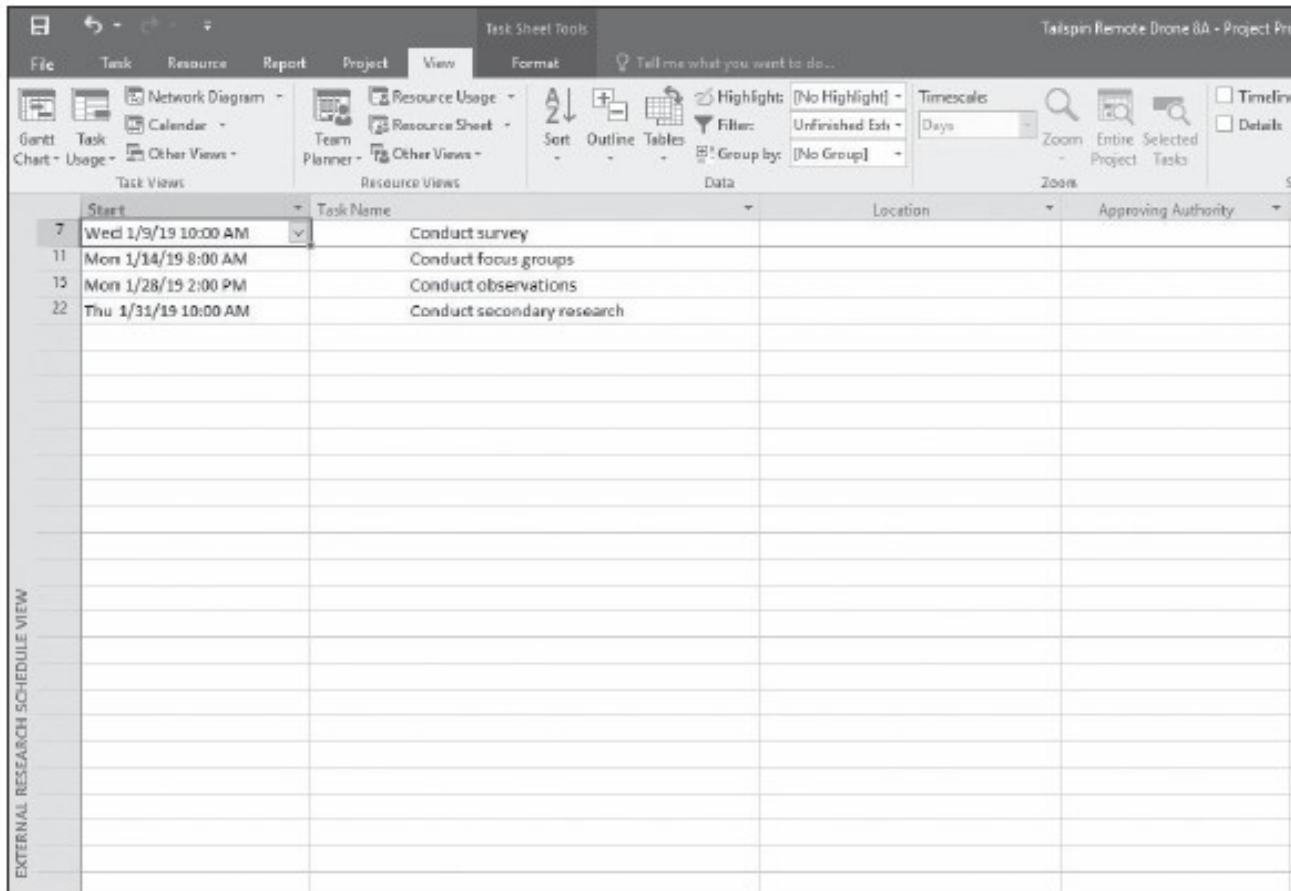 Task Sheet Tools Tailspin Remote Drone 8A - Project Pro
File Task Resource Report Project View Format Tell me what you want to do...
Gantt Chart Task Usage Network Diagram Calendar Other Views
Task Views
Team Planner Resource Usage Resource Sheet Other Views
Resource Views
Sort Outline Tables Highlight: [No Highlight] Filter: Unfinished Exte Group by: [No Group]
Data
Timescale: Days Zoom Entire Project Selected Tasks
Zoom
Timeline
Details
S
Start Task Name Location Approving Authority
7 Wed 1/9/19 10:00 AM Conduct survey
11 Mon 1/14/19 8:00 AM Conduct focus groups
15 Mon 1/28/19 2:00 PM Conduct observations
22 Thu 1/31/19 10:00 AM Conduct secondary research
EXTERNAL RESEARCH SCHEDULE VIEW